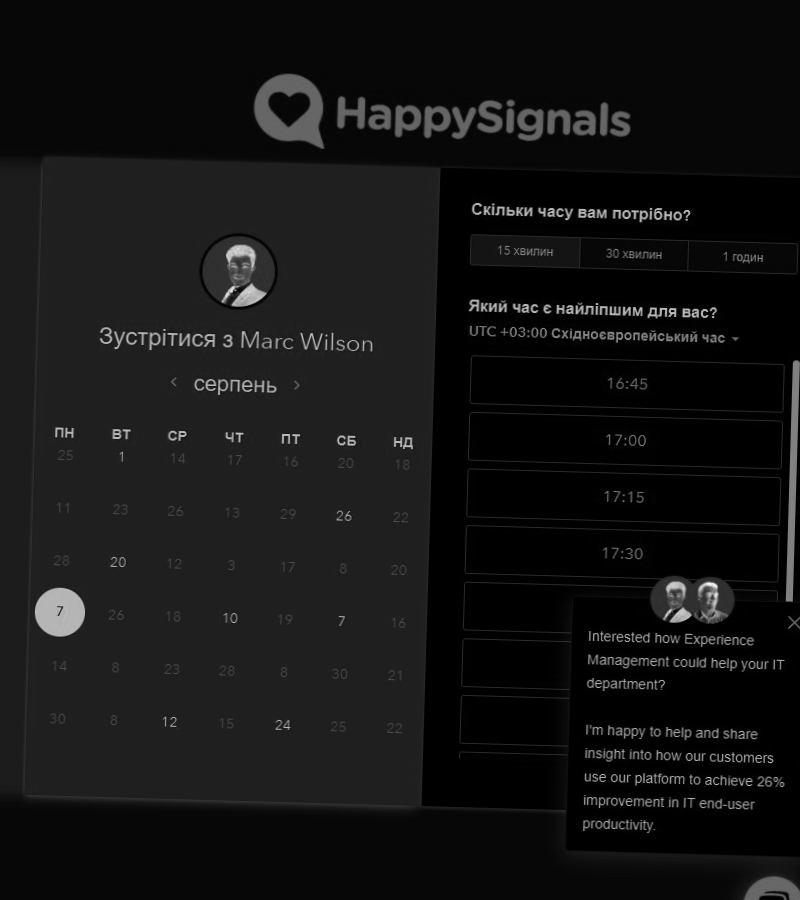 HappySignals
Зустрітися з Marc Wilson
серпень
ПН ВТ СР ЧТ ПТ СБ НД
25 1 14 17 16 20 18
11 23 26 13 29 26 22
28 20 12 3 17 8 20
7 26 18 10 19 7 16
14 8 23 28 8 30 21
30 8 12 15 24 25 22
Скільки часу вам потрібно?
15 хвилин 30 хвилин 1 годин
Який час є найліпшим для вас?
UTC +03:00 Східноєвропейський час
16:45
17:00
17:15
17:30
Interested how Experience
Management could help your IT
department?
I'm happy to help and share
insight into how our customers
use our platform to achieve 26%
improvement in IT end-user
productivity.